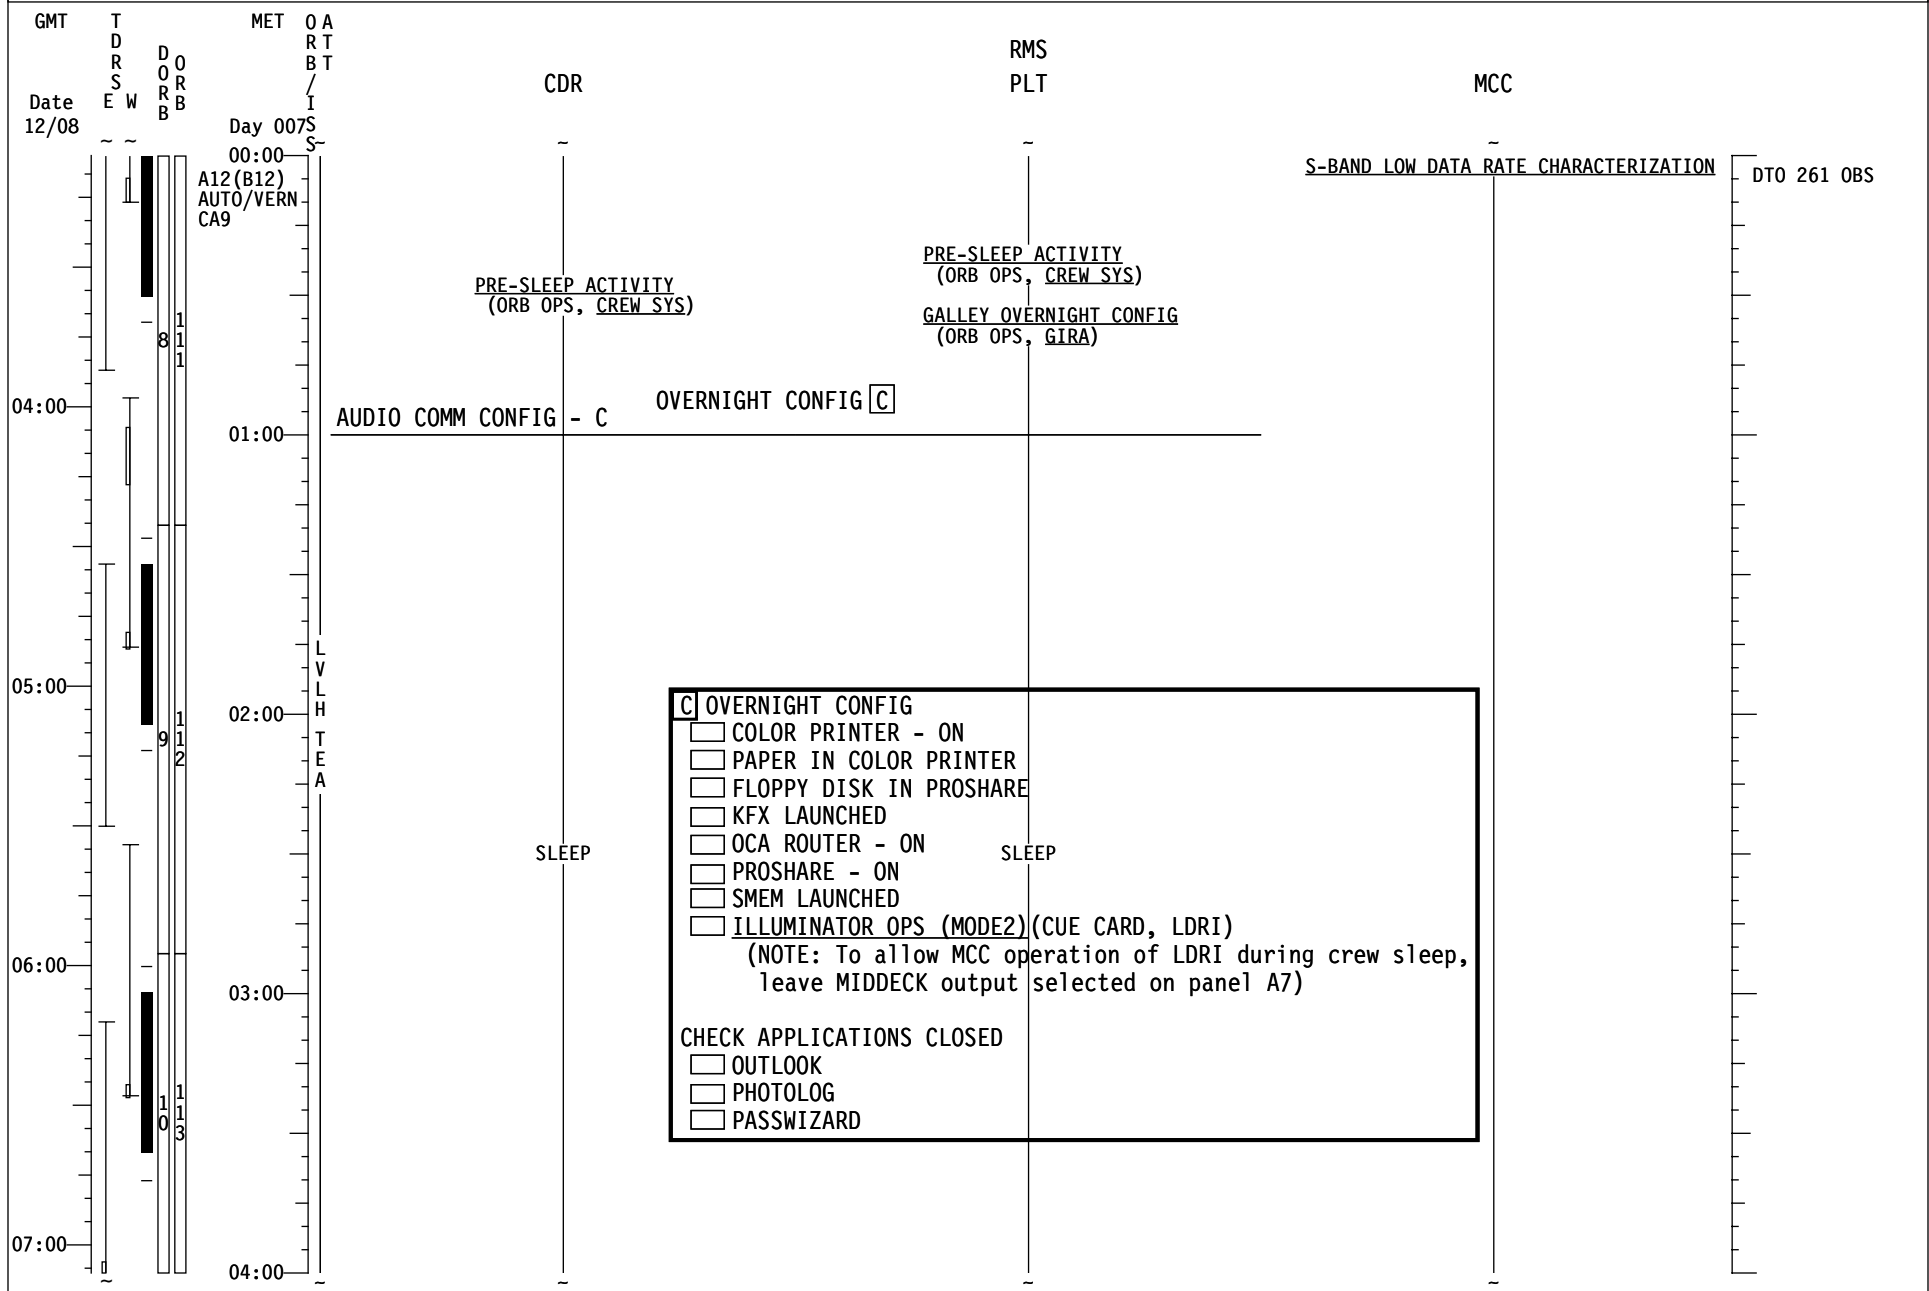 GMT
TDRS
E W
DORB
ORB
MET
ORB/ISS
ATT
Date
12/08
Day 007
CDR
RMS
PLT
MCC
~ ~ ~ ~ ~ ~
00:00
A12(B12)
AUTO/VERN
CA9
S-BAND LOW DATA RATE CHARACTERIZATION
DTO 261 OBS
PRE-SLEEP ACTIVITY
(ORB OPS, CREW SYS)
PRE-SLEEP ACTIVITY
(ORB OPS, CREW SYS)
GALLEY OVERNIGHT CONFIG
(ORB OPS, GIRA)
8
111
04:00
OVERNIGHT CONFIG C
AUDIO COMM CONFIG - C
01:00
LVLH TEA
05:00
02:00
9
112
C OVERNIGHT CONFIG
COLOR PRINTER - ON
PAPER IN COLOR PRINTER
FLOPPY DISK IN PROSHARE
KFX LAUNCHED
OCA ROUTER - ON
PROSHARE - ON
SMEM LAUNCHED
ILLUMINATOR OPS (MODE2)(CUE CARD, LDRI)
(NOTE: To allow MCC operation of LDRI during crew sleep,
leave MIDDECK output selected on panel A7)
CHECK APPLICATIONS CLOSED
OUTLOOK
PHOTOLOG
PASSWIZARD
SLEEP
SLEEP
06:00
03:00
10
113
07:00
04:00
~ ~ ~ ~ ~